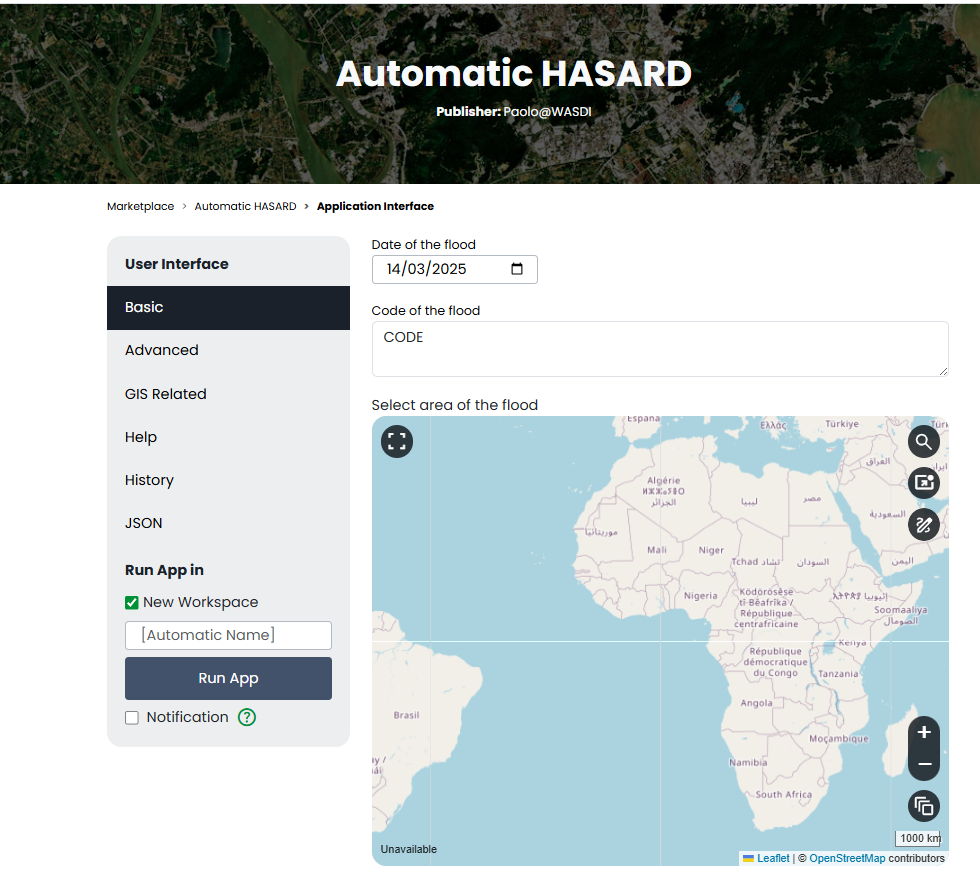 Automatic HASARD
Publisher: Paolo@WASDI
Marketplace > Automatic HASARD > Application Interface
User Interface
Basic
Advanced
GIS Related
Help
History
JSON
Run App in
New Workspace
[Automatic Name]
Run App
Notification ?
Date of the flood
14/03/2025
Code of the flood
CODE
Select area of the flood
España
Ελλάς
Türkiye
Algérie
الجزائر
ليبيا
مصر
العراق
السعودية
موريتانيا
Mali
Niger
Tchad تشاد
السودان
اليمن
Nigeria
Ködörösêse
tî-Bêafrîka /
République
centrafricaine
ኢትዮጵያ
Soomaaliya
الصومال
Kenya
République
démocratique
du Congo
Tanzania
Angola
Brasil
Moçambique
Namibia
South Africa
+
−
1000 km
Unavailable
Leaflet | © OpenStreetMap contributors